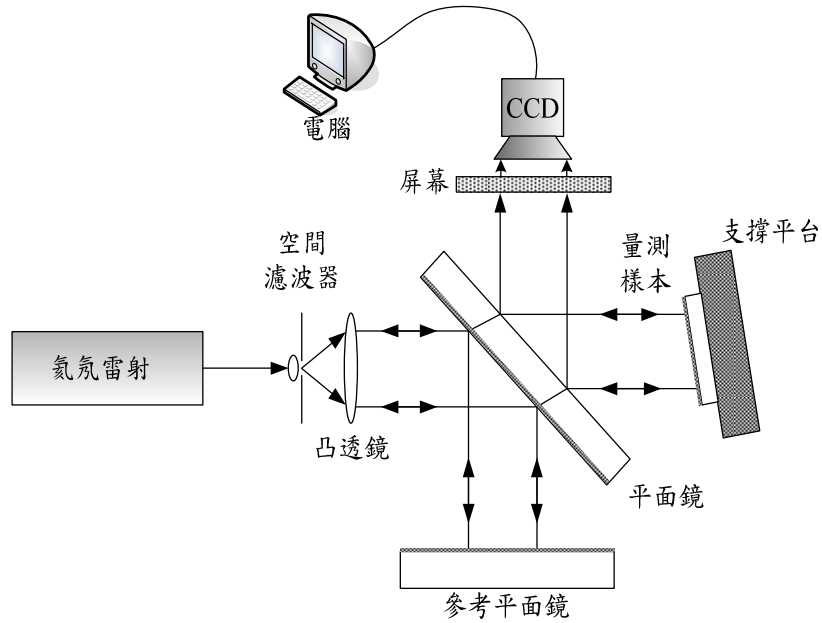 電腦
CCD
屏幕
空間
濾波器
量測
樣本
支撐平台
氦氖雷射
凸透鏡
平面鏡
參考平面鏡